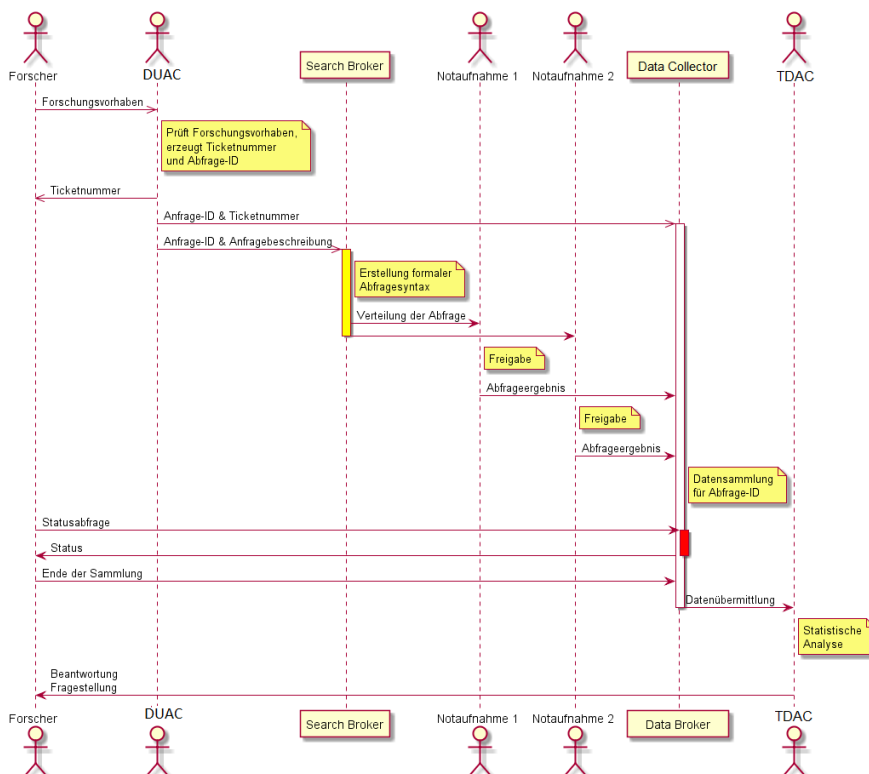 Forscher
DUAC
Search Broker
Notaufnahme 1
Notaufnahme 2
Data Collector
TDAC
Forschungsvorhaben
Prüft Forschungsvorhaben,
erzeugt Ticketnummer
und Abfrage-ID
Ticketnummer
Anfrage-ID & Ticketnummer
Anfrage-ID & Anfragebeschreibung
Erstellung formaler
Abfragesyntax
Verteilung der Abfrage
Freigabe
Abfrageergebnis
Freigabe
Abfrageergebnis
Datensammlung
für Abfrage-ID
Statusabfrage
Status
Ende der Sammlung
Datenübermittlung
Statistische
Analyse
Beantwortung
Fragestellung
Forscher
DUAC
Search Broker
Notaufnahme 1
Notaufnahme 2
Data Broker
TDAC